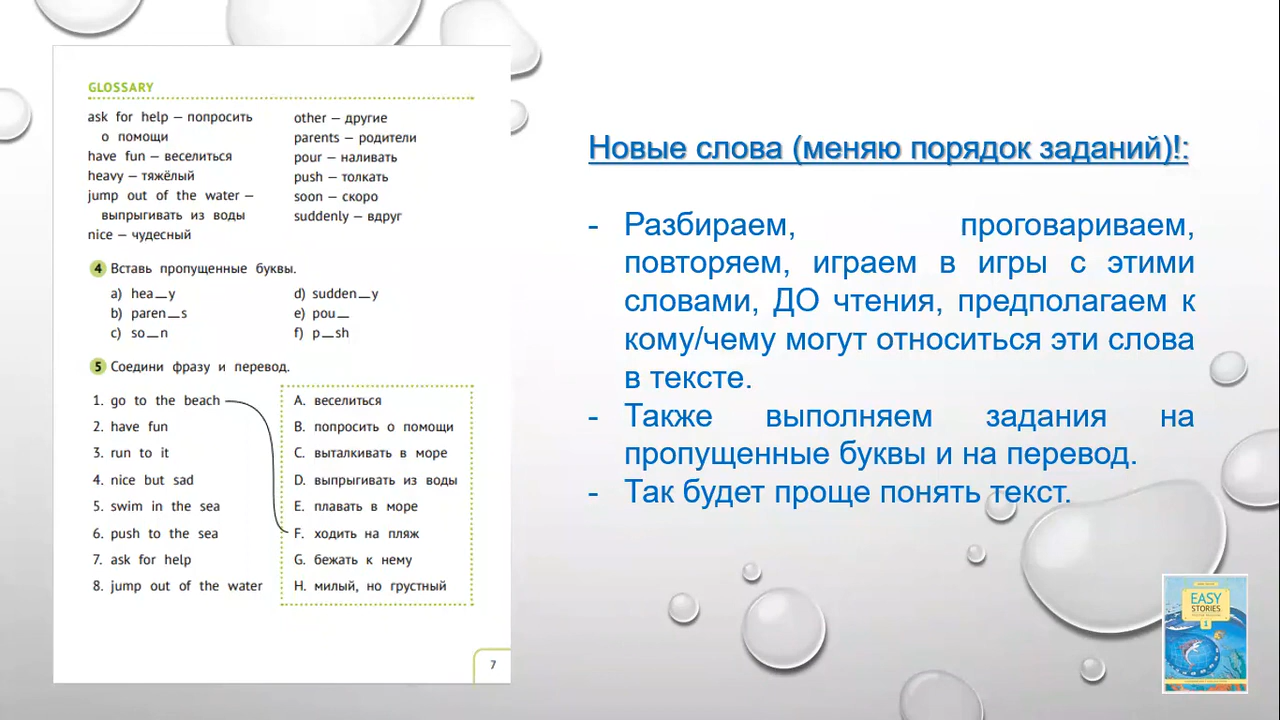 GLOSSARY
ask for help – попросить
о помощи
have fun – веселиться
heavy – тяжёлый
jump out of the water –
выпрыгивать из воды
nice – чудесный
other – другие
parents – родители
pour – наливать
push – толкать
soon – скоро
suddenly – вдруг
4 Вставь пропущенные буквы.
a) hea_y
b) paren_s
c) so_n
d) sudden_y
e) pou_
f) p_sh
5 Соедини фразу и перевод.
1. go to the beach
2. have fun
3. run to it
4. nice but sad
5. swim in the sea
6. push to the sea
7. ask for help
8. jump out of the water
A. веселиться
B. попросить о помощи
C. выталкивать в море
D. выпрыгивать из воды
E. плавать в море
F. ходить на пляж
G. бежать к нему
H. милый, но грустный
7
Новые слова (меняю порядок заданий)!:
- Разбираем, проговариваем,
повторяем, играем в игры с этими
словами, ДО чтения, предполагаем к
кому/чему могут относиться эти слова
в тексте.
- Также выполняем задания на
пропущенные буквы и на перевод.
- Так будет проще понять текст.
EASY
STORIES
1